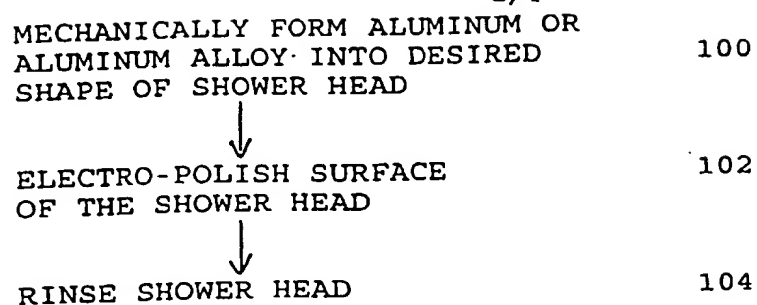 MECHANICALLY FORM ALUMINUM OR
ALUMINUM ALLOY INTO DESIRED 100
SHAPE OF SHOWER HEAD
ELECTRO-POLISH SURFACE 102
OF THE SHOWER HEAD
RINSE SHOWER HEAD 104